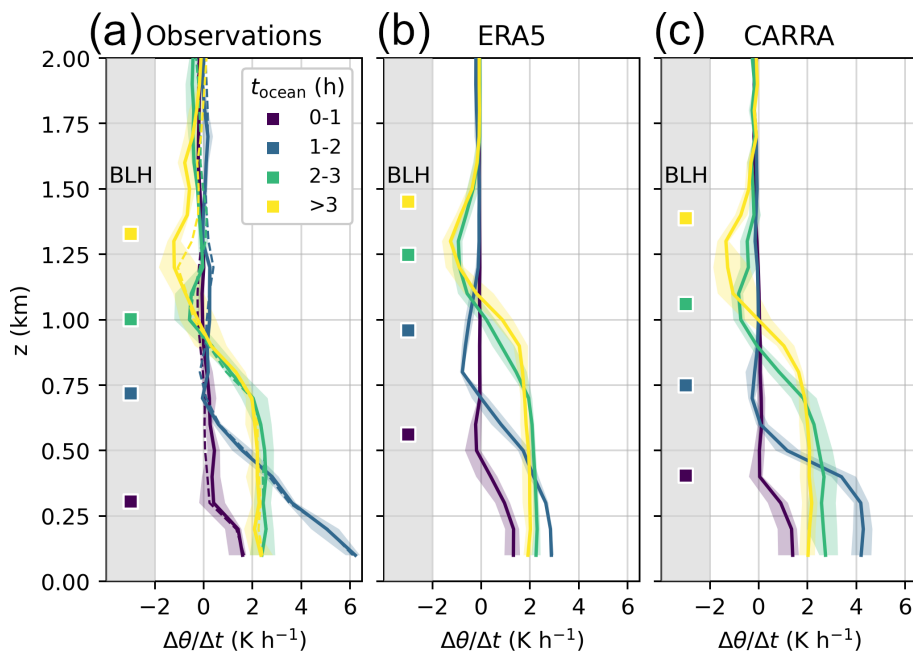 (a) Observations
(b) ERA5
(c) CARRA
z (km)
2.00
1.75
1.50
1.25
1.00
0.75
0.50
0.25
0.00
t_ocean (h)
0-1
1-2
2-3
>3
BLH
BLH
BLH
−2 0 2 4 6
−2 0 2 4 6
−2 0 2 4 6
Δθ/Δt (K h⁻¹)
Δθ/Δt (K h⁻¹)
Δθ/Δt (K h⁻¹)